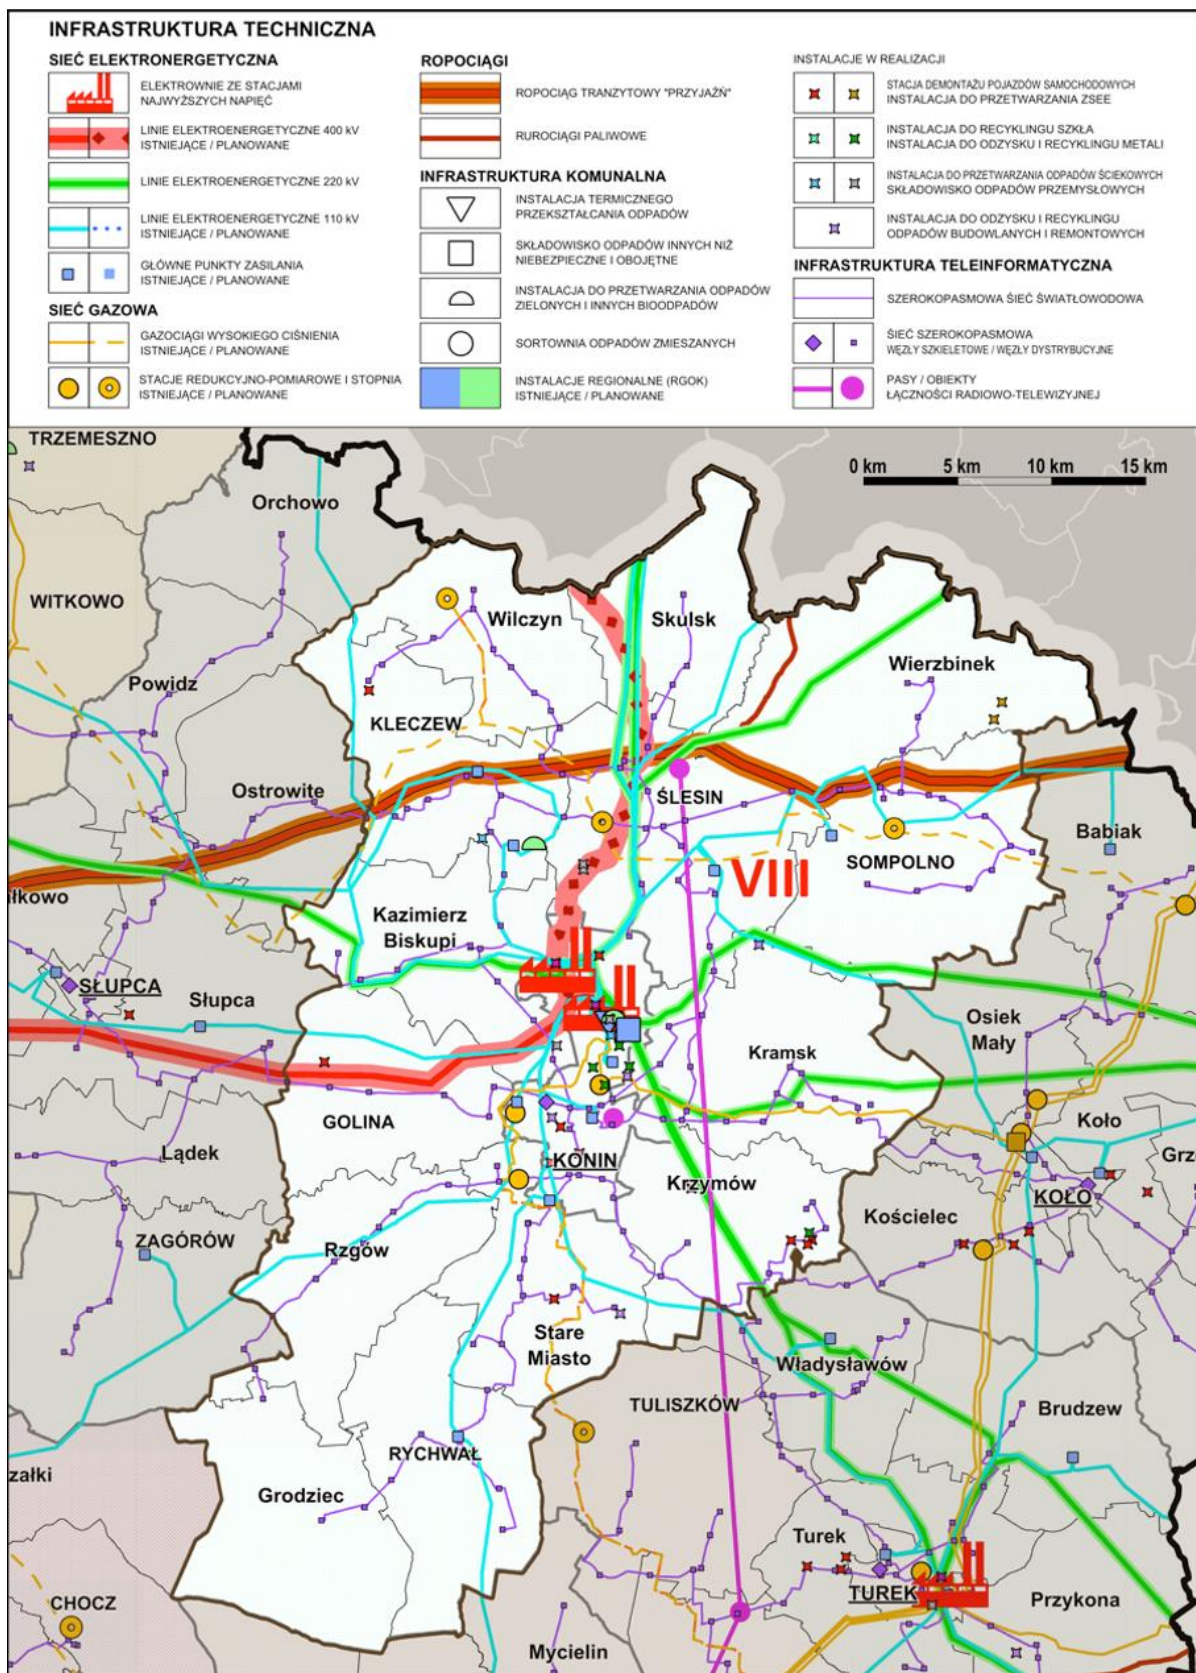 INFRASTRUKTURA TECHNICZNA
SIEĆ ELEKTRONERGETYCZNA
ELEKTROWNIE ZE STACJAMI
NAJWYŻSZYCH NAPIĘĆ
LINIE ELEKTROENERGETYCZNE 400 kV
ISTNIEJĄCE / PLANOWANE
LINIE ELEKTROENERGETYCZNE 220 kV
LINIE ELEKTROENERGETYCZNE 110 kV
ISTNIEJĄCE / PLANOWANE
GŁÓWNE PUNKTY ZASILANIA
ISTNIEJĄCE / PLANOWANE
SIEĆ GAZOWA
GAZOCIĄGI WYSOKIEGO CIŚNIENIA
ISTNIEJĄCE / PLANOWANE
STACJE REDUKCYJNO-POMIAROWE I STOPNIA
ISTNIEJĄCE / PLANOWANE
ROPOCIĄGI
ROPOCIĄG TRANZYTOWY "PRZYJAŹŃ"
RUROCIĄGI PALIWOWE
INFRASTRUKTURA KOMUNALNA
INSTALACJA TERMICZNEGO
PRZEKSZTAŁCANIA ODPADÓW
SKŁADOWISKO ODPADÓW INNYCH NIŻ
NIEBEZPIECZNE I OBOJĘTNE
INSTALACJA DO PRZETWARZANIA ODPADÓW
ZIELONYCH I INNYCH BIOODPADÓW
SORTOWNIA ODPADÓW ZMIESZANYCH
INSTALACJE REGIONALNE (RGOK)
ISTNIEJĄCE / PLANOWANE
INSTALACJE W REALIZACJI
STACJA DEMONTAŻU POJAZDÓW SAMOCHODOWYCH
INSTALACJA DO PRZETWARZANIA ZSEE
INSTALACJA DO RECYKLINGU SZKŁA
INSTALACJA DO ODZYSKU I RECYKLINGU METALI
INSTALACJA DO PRZETWARZANIA ODPADÓW ŚCIEKOWYCH
SKŁADOWISKO ODPADÓW PRZEMYSŁOWYCH
INSTALACJA DO ODZYSKU I RECYKLINGU
ODPADÓW BUDOWLANYCH I REMONTOWYCH
INFRASTRUKTURA TELEINFORMATYCZNA
SZEROKOPASMOWA SIEĆ ŚWIATŁOWODOWA
SIEĆ SZEROKOPASMOWA
WĘZŁY SZKIELETOWE / WĘZŁY DYSTRYBUCYJNE
PASY / OBIEKTY
ŁĄCZNOŚCI RADIOWO-TELEWIZYJNEJ
TRZEMESZNO
0 km 5 km 10 km 15 km
Orchowo
WITKOWO
Wilczyn
Skulsk
Wierzbinek
Powidz
KLECZEW
Ostrowite
ŚLESIN
Babiak
SOMPOLNO
VIII
iłkowo
Kazimierz
Biskupi
SŁUPCA
Słupca
Osiek
Mały
Kramsk
GOLINA
Koło
Lądek
KONIN
Grz
Krzymów
KOŁO
Kościelec
ZAGÓRÓW
Rzgów
Stare
Miasto
Władysławów
TULISZKÓW
Brudzew
RYCHWAŁ
załki
Grodziec
Turek
TUREK
CHOCZ
Przykona
Mycielin